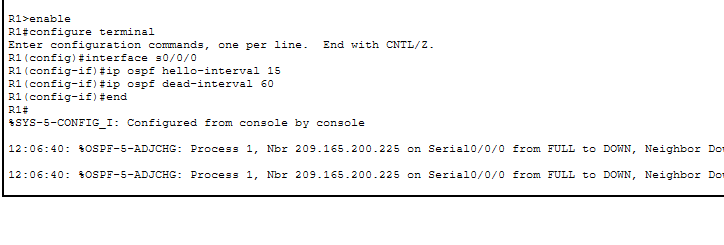 R1>enable
R1#configure terminal
Enter configuration commands, one per line.  End with CNTL/Z.
R1(config)#interface s0/0/0
R1(config-if)#ip ospf hello-interval 15
R1(config-if)#ip ospf dead-interval 60
R1(config-if)#end
R1#
%SYS-5-CONFIG_I: Configured from console by console
12:06:40: %OSPF-5-ADJCHG: Process 1, Nbr 209.165.200.225 on Serial0/0/0 from FULL to DOWN, Neighbor
12:06:40: %OSPF-5-ADJCHG: Process 1, Nbr 209.165.200.225 on Serial0/0/0 from FULL to DOWN, Neighbor